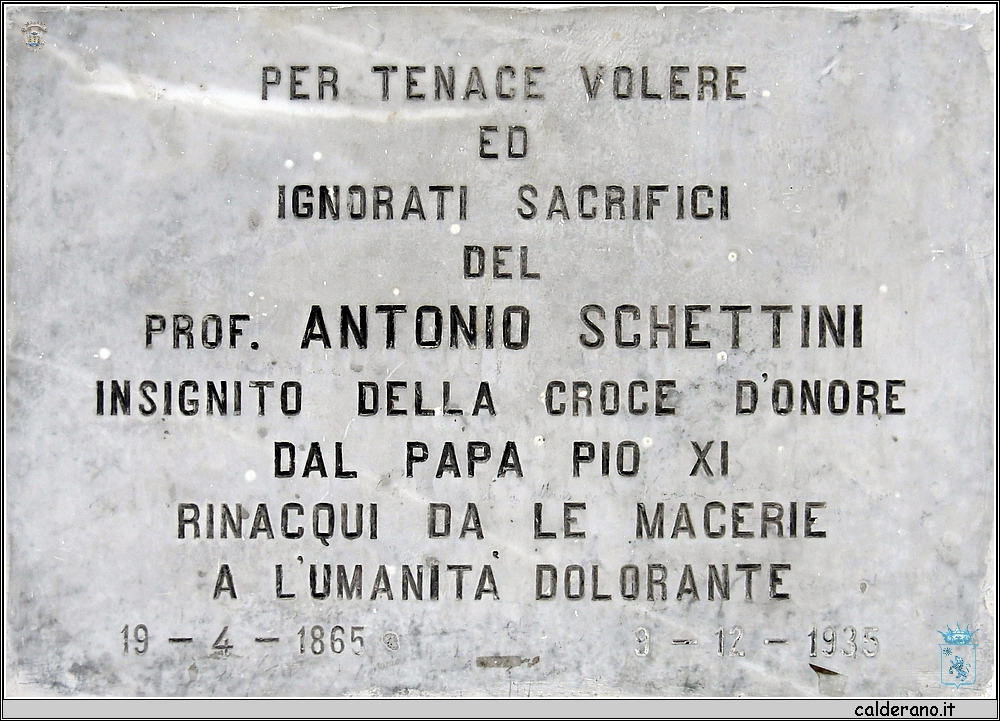 PER TENACE VOLERE
ED
IGNORATI SACRIFICI
DEL
PROF. ANTONIO SCHETTINI
INSIGNITO DELLA CROCE D'ONORE
DAL PAPA PIO XI
RINACQUI DA LE MACERIE
A L'UMANITA' DOLORANTE
19 - 4 - 1865 9 - 12 - 1935
calderano.it